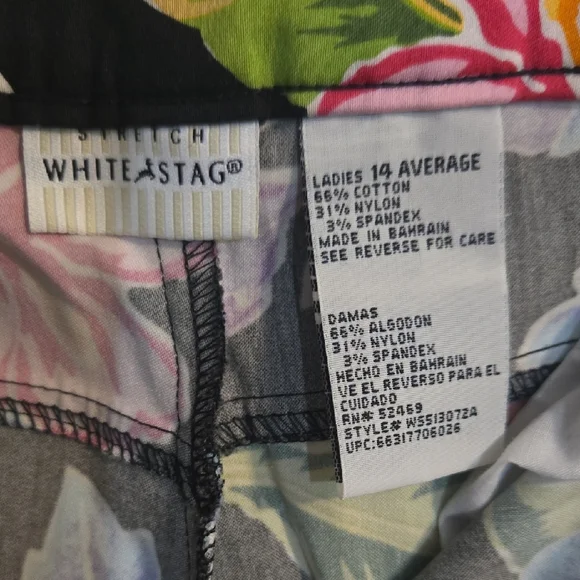 STRETCH
WHITE STAG®
LADIES 14 AVERAGE
66% COTTON
31% NYLON
3% SPANDEX
MADE IN BAHRAIN
SEE REVERSE FOR CARE
DAMAS
66% ALGODON
31% NYLON
3% SPANDEX
HECHO EN BAHRAIN
VE EL REVERSO PARA EL
CUIDADO
RN# 52469
STYLE# WS513072A
UPC:66317706026